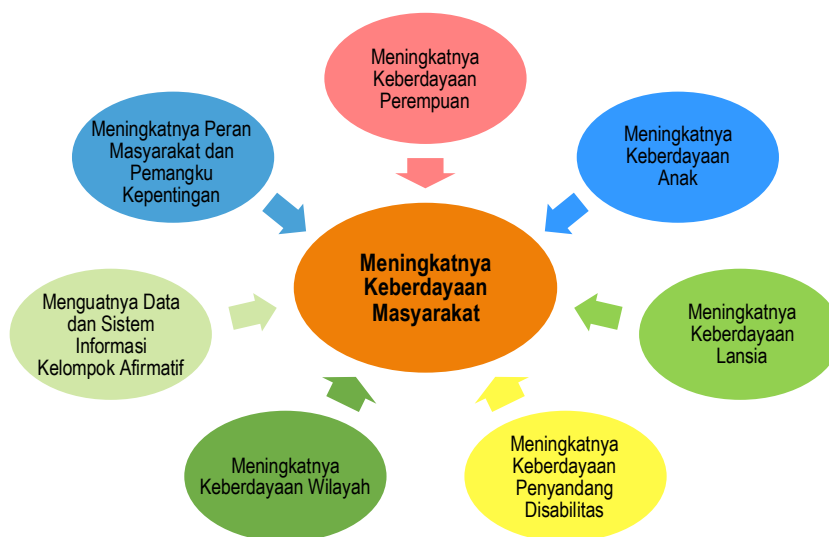 Meningkatnya
Keberdayaan
Perempuan
Meningkatnya Peran
Masyarakat dan
Pemangku
Kepentingan
Meningkatnya
Keberdayaan
Anak
Meningkatnya
Keberdayaan
Masyarakat
Menguatnya Data
dan Sistem
Informasi
Kelompok Afirmatif
Meningkatnya
Keberdayaan
Lansia
Meningkatnya
Keberdayaan Wilayah
Meningkatnya
Keberdayaan
Penyandang
Disabilitas